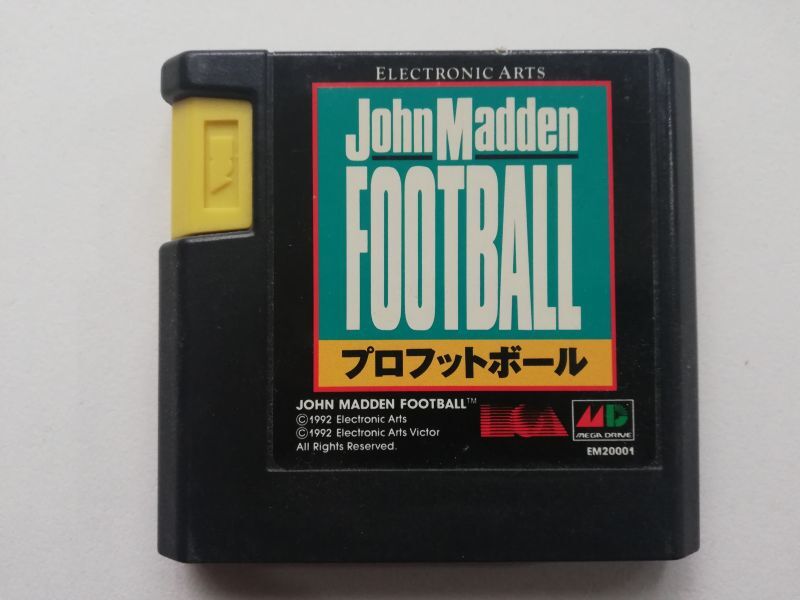 ELECTRONIC ARTS
John Madden
FOOTBALL
プロフットボール
JOHN MADDEN FOOTBALL™
©1992 Electronic Arts
©1992 Electronic Arts Victor
All Rights Reserved.
EA
MD
MEGA DRIVE
EM20001